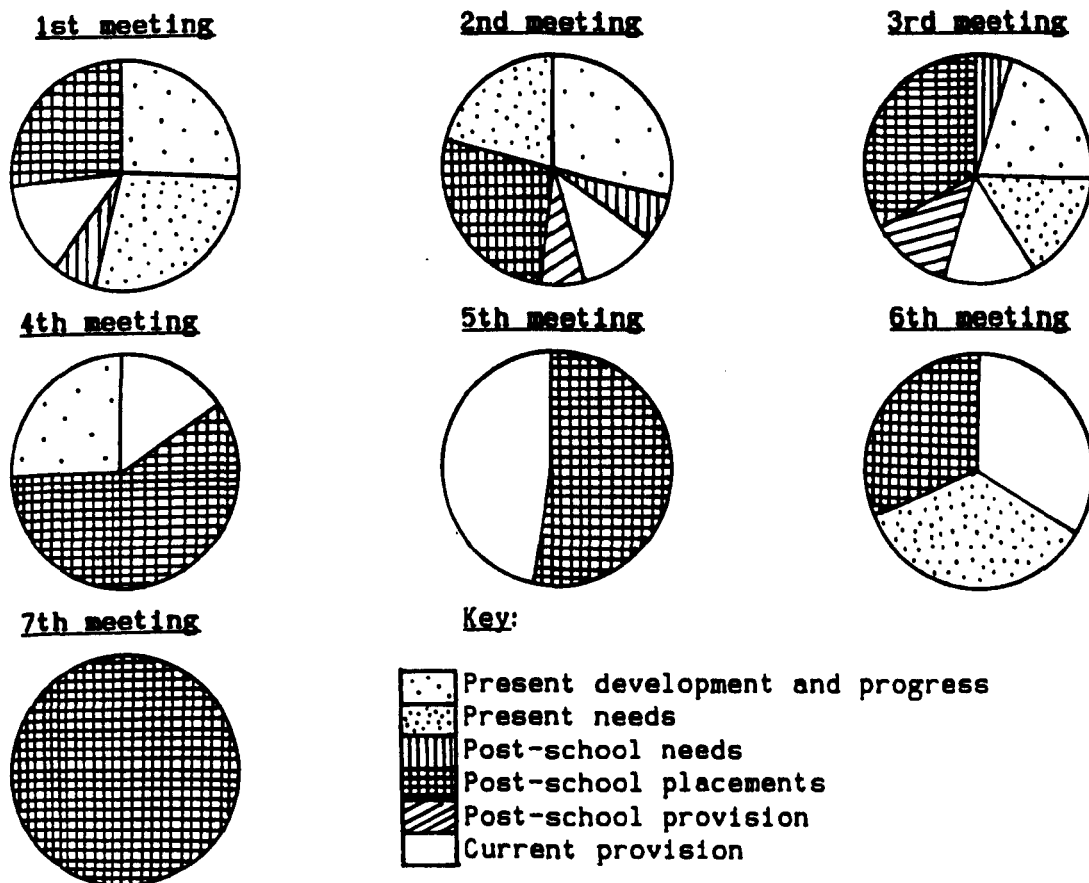 1st meeting
2nd meeting
3rd meeting
4th meeting
5th meeting
6th meeting
7th meeting
Key:
Present development and progress
Present needs
Post-school needs
Post-school placements
Post-school provision
Current provision